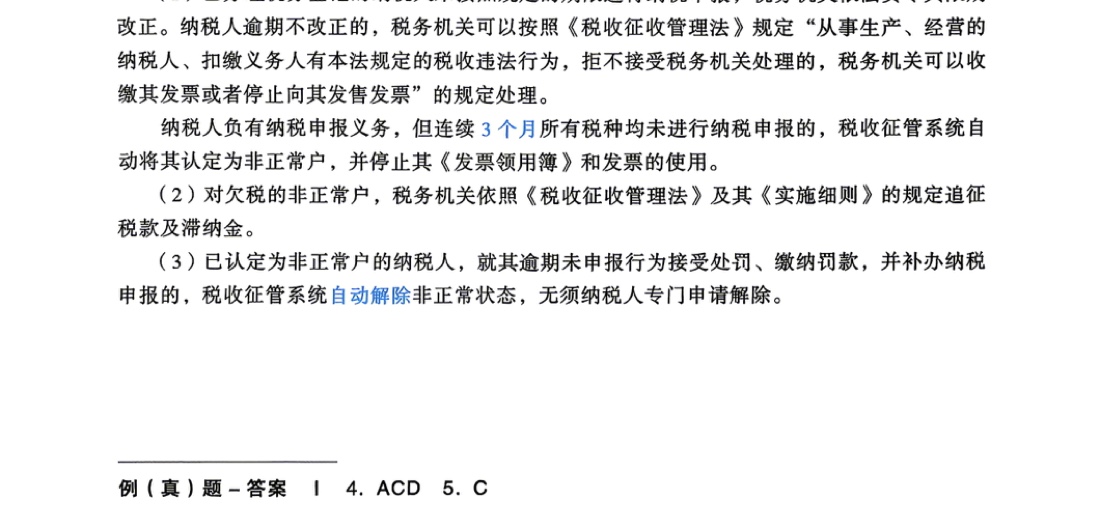 改正。纳税人逾期不改正的，税务机关可以按照《税收征收管理法》规定“从事生产、经营的
纳税人、扣缴义务人有本法规定的税收违法行为，拒不接受税务机关处理的，税务机关可以收
缴其发票或者停止向其发售发票”的规定处理。
纳税人负有纳税申报义务，但连续3个月所有税种均未进行纳税申报的，税收征管系统自
动将其认定为非正常户，并停止其《发票领用簿》和发票的使用。
（2）对欠税的非正常户，税务机关依照《税收征收管理法》及其《实施细则》的规定追征
税款及滞纳金。
（3）已认定为非正常户的纳税人，就其逾期未申报行为接受处罚、缴纳罚款，并补办纳税
申报的，税收征管系统自动解除非正常状态，无须纳税人专门申请解除。
例（真）题－答案 | 4. ACD 5. C